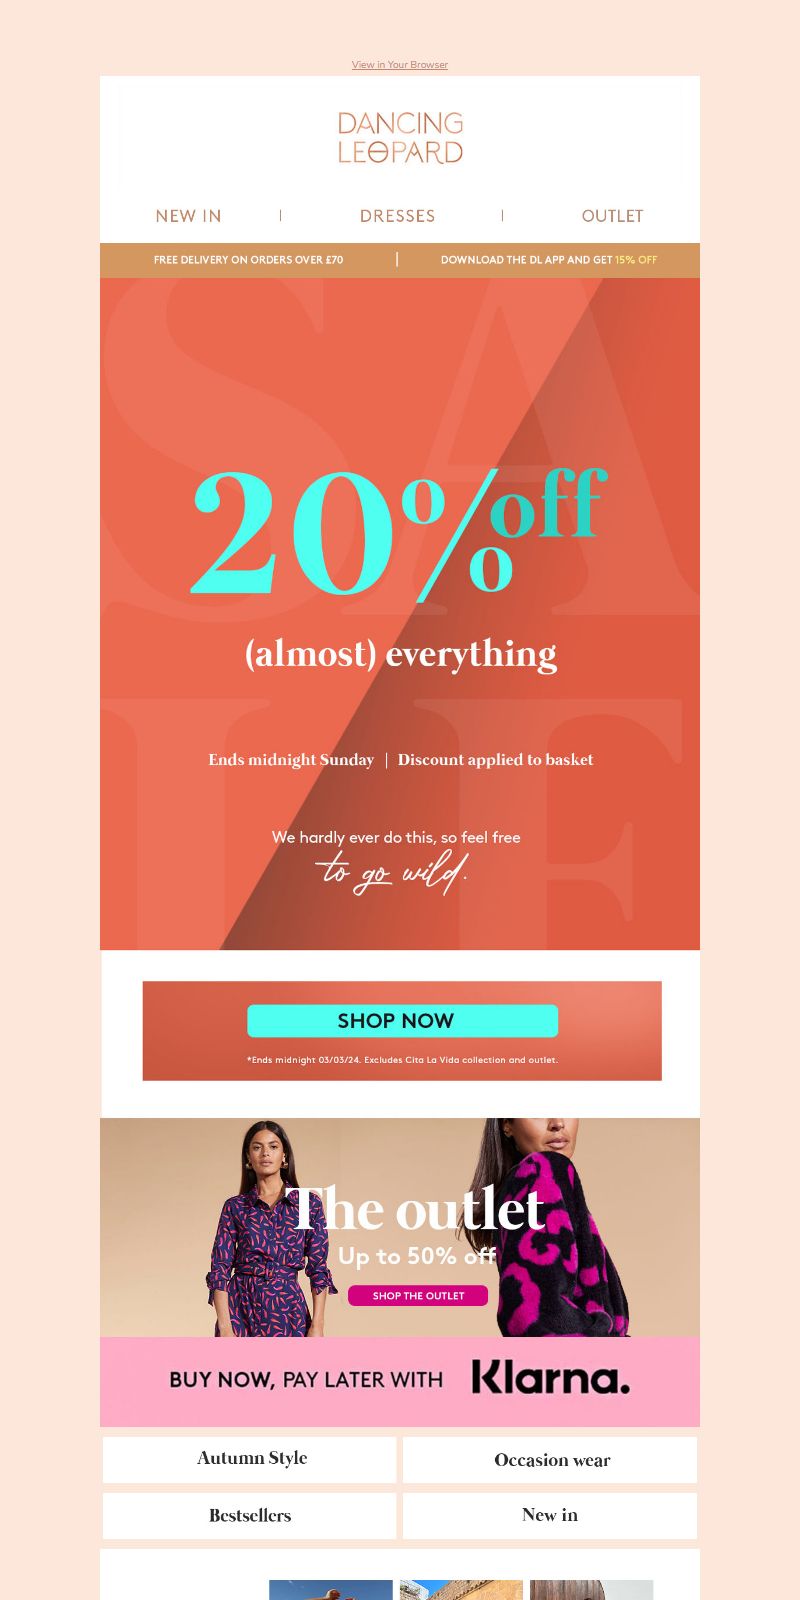 View in Your Browser
DANCING
LEOPARD
NEW IN | DRESSES | OUTLET
FREE DELIVERY ON ORDERS OVER £70 | DOWNLOAD THE DL APP AND GET 15% OFF
SALE
20% off
(almost) everything
Ends midnight Sunday | Discount applied to basket
We hardly ever do this, so feel free
to go wild.
SHOP NOW
*Ends midnight 03/03/24. Excludes Cita La Vida collection and outlet.
The outlet
Up to 50% off
SHOP THE OUTLET
BUY NOW, PAY LATER WITH Klarna.
Autumn Style
Occasion wear
Bestsellers
New in